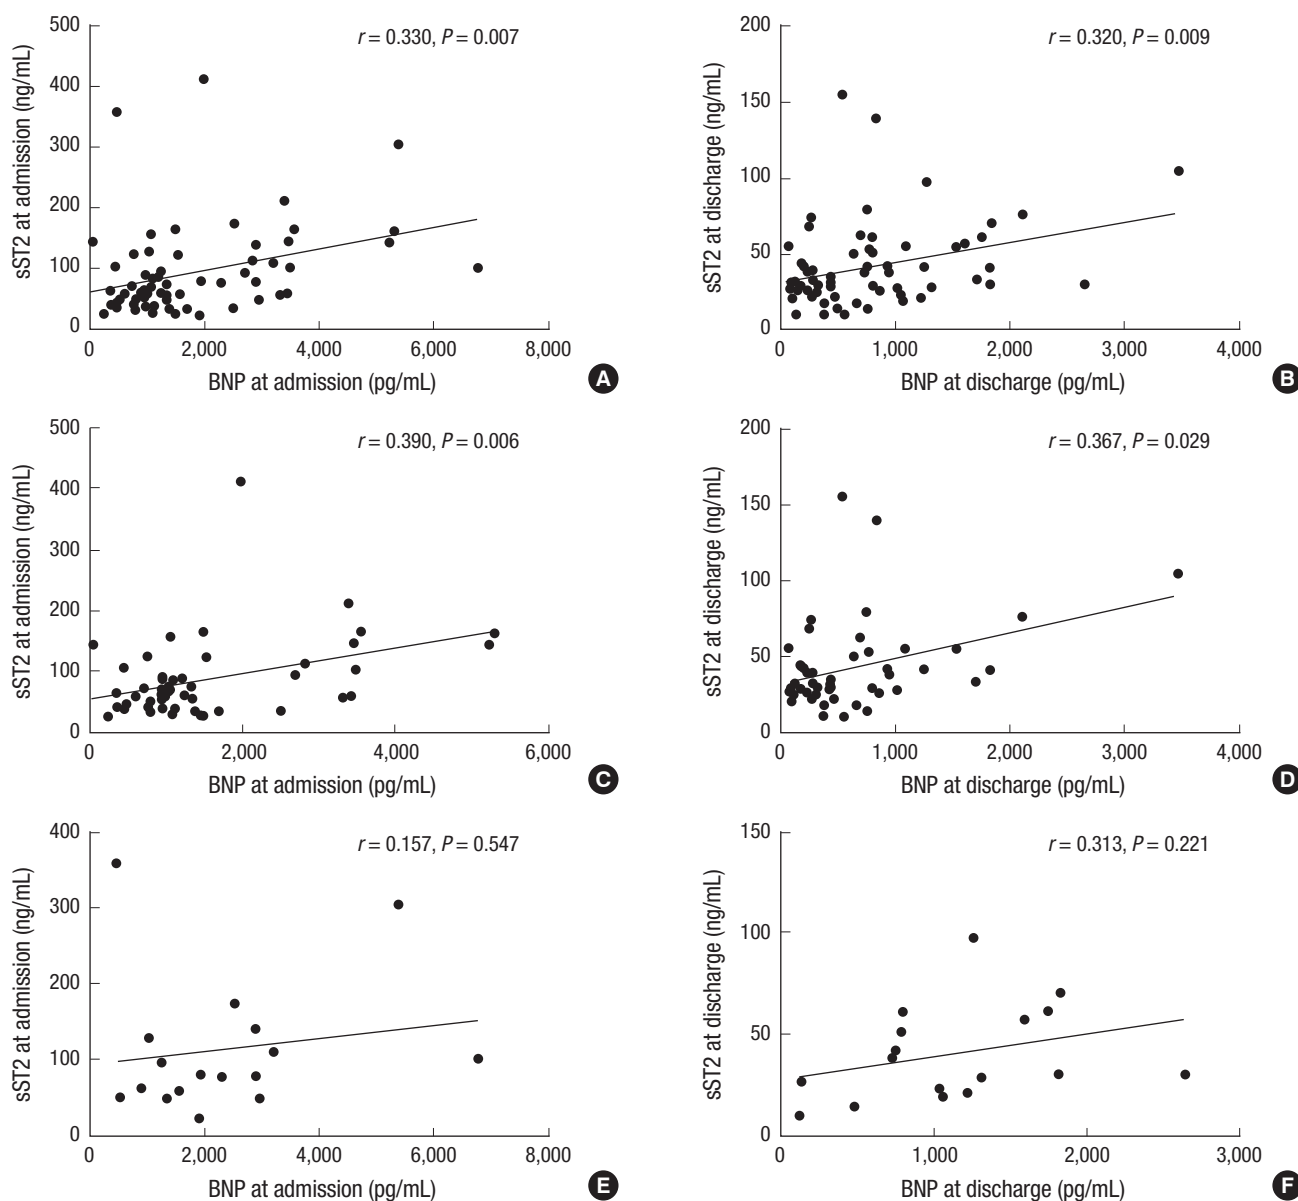 r = 0.330, P = 0.007
sST2 at admission (ng/mL)
500
400
300
200
100
0
0 2,000 4,000 6,000 8,000
BNP at admission (pg/mL)
A
r = 0.320, P = 0.009
sST2 at discharge (ng/mL)
200
150
100
50
0
0 1,000 2,000 3,000 4,000
BNP at discharge (pg/mL)
B
r = 0.390, P = 0.006
sST2 at admission (ng/mL)
500
400
300
200
100
0
0 2,000 4,000 6,000
BNP at admission (pg/mL)
C
r = 0.367, P = 0.029
sST2 at discharge (ng/mL)
200
150
100
50
0
0 1,000 2,000 3,000 4,000
BNP at discharge (pg/mL)
D
r = 0.157, P = 0.547
sST2 at admission (ng/mL)
400
300
200
100
0
0 2,000 4,000 6,000 8,000
BNP at admission (pg/mL)
E
r = 0.313, P = 0.221
sST2 at discharge (ng/mL)
150
100
50
0
0 1,000 2,000 3,000
BNP at discharge (pg/mL)
F